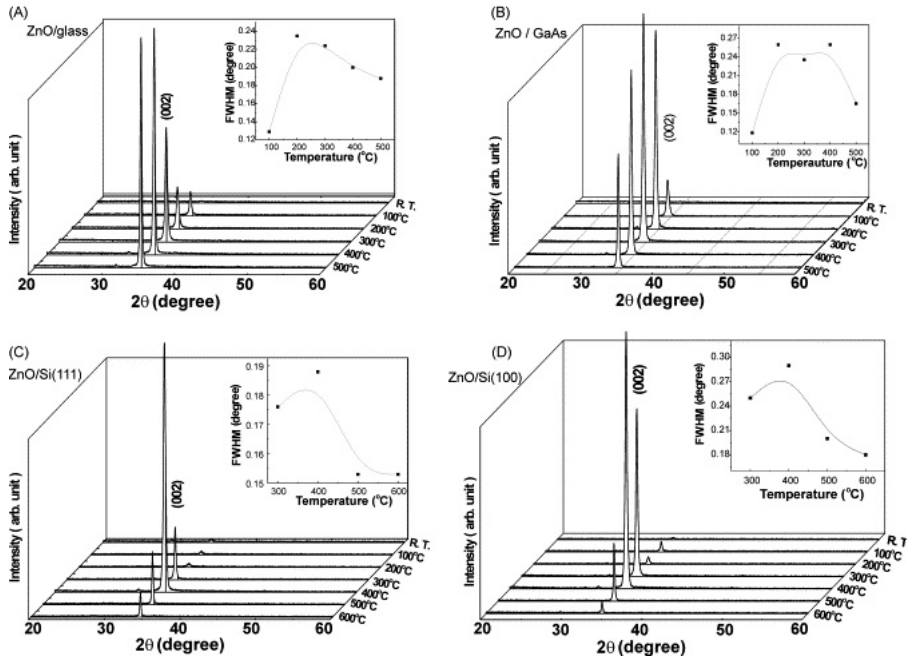 (A)
ZnO/glass
Intensity ( arb. unit )
(002)
FWHM (degree)
0.24
0.22
0.20
0.18
0.16
0.14
0.12
100 200 300 400 500
Temperature (°C)
R. T.
100°C
200°C
300°C
400°C
500°C
20 30 40 50 60
2θ (degree)
(B)
ZnO / GaAs
Intensity ( arb. unit )
(002)
FWHM (degree)
0.27
0.24
0.21
0.18
0.15
0.12
100 200 300 400 500
Temperauture (°C)
R. T.
100°C
200°C
300°C
400°C
500°C
20 30 40 50 60
2θ (degree)
(C)
ZnO/Si(111)
Intensity ( arb. unit )
(002)
FWHM (degree)
0.19
0.18
0.17
0.16
0.15
300 400 500 600
Temperature (°C)
R. T.
100°C
200°C
300°C
400°C
500°C
600°C
20 30 40 50 60
2θ (degree)
(D)
ZnO/Si(100)
Intensity ( arb. unit )
(002)
FWHM (degree)
0.30
0.27
0.24
0.21
0.18
300 400 500 600
Temperature (°C)
R. T.
100°C
200°C
300°C
400°C
500°C
600°C
20 30 40 50 60
2θ (degree)